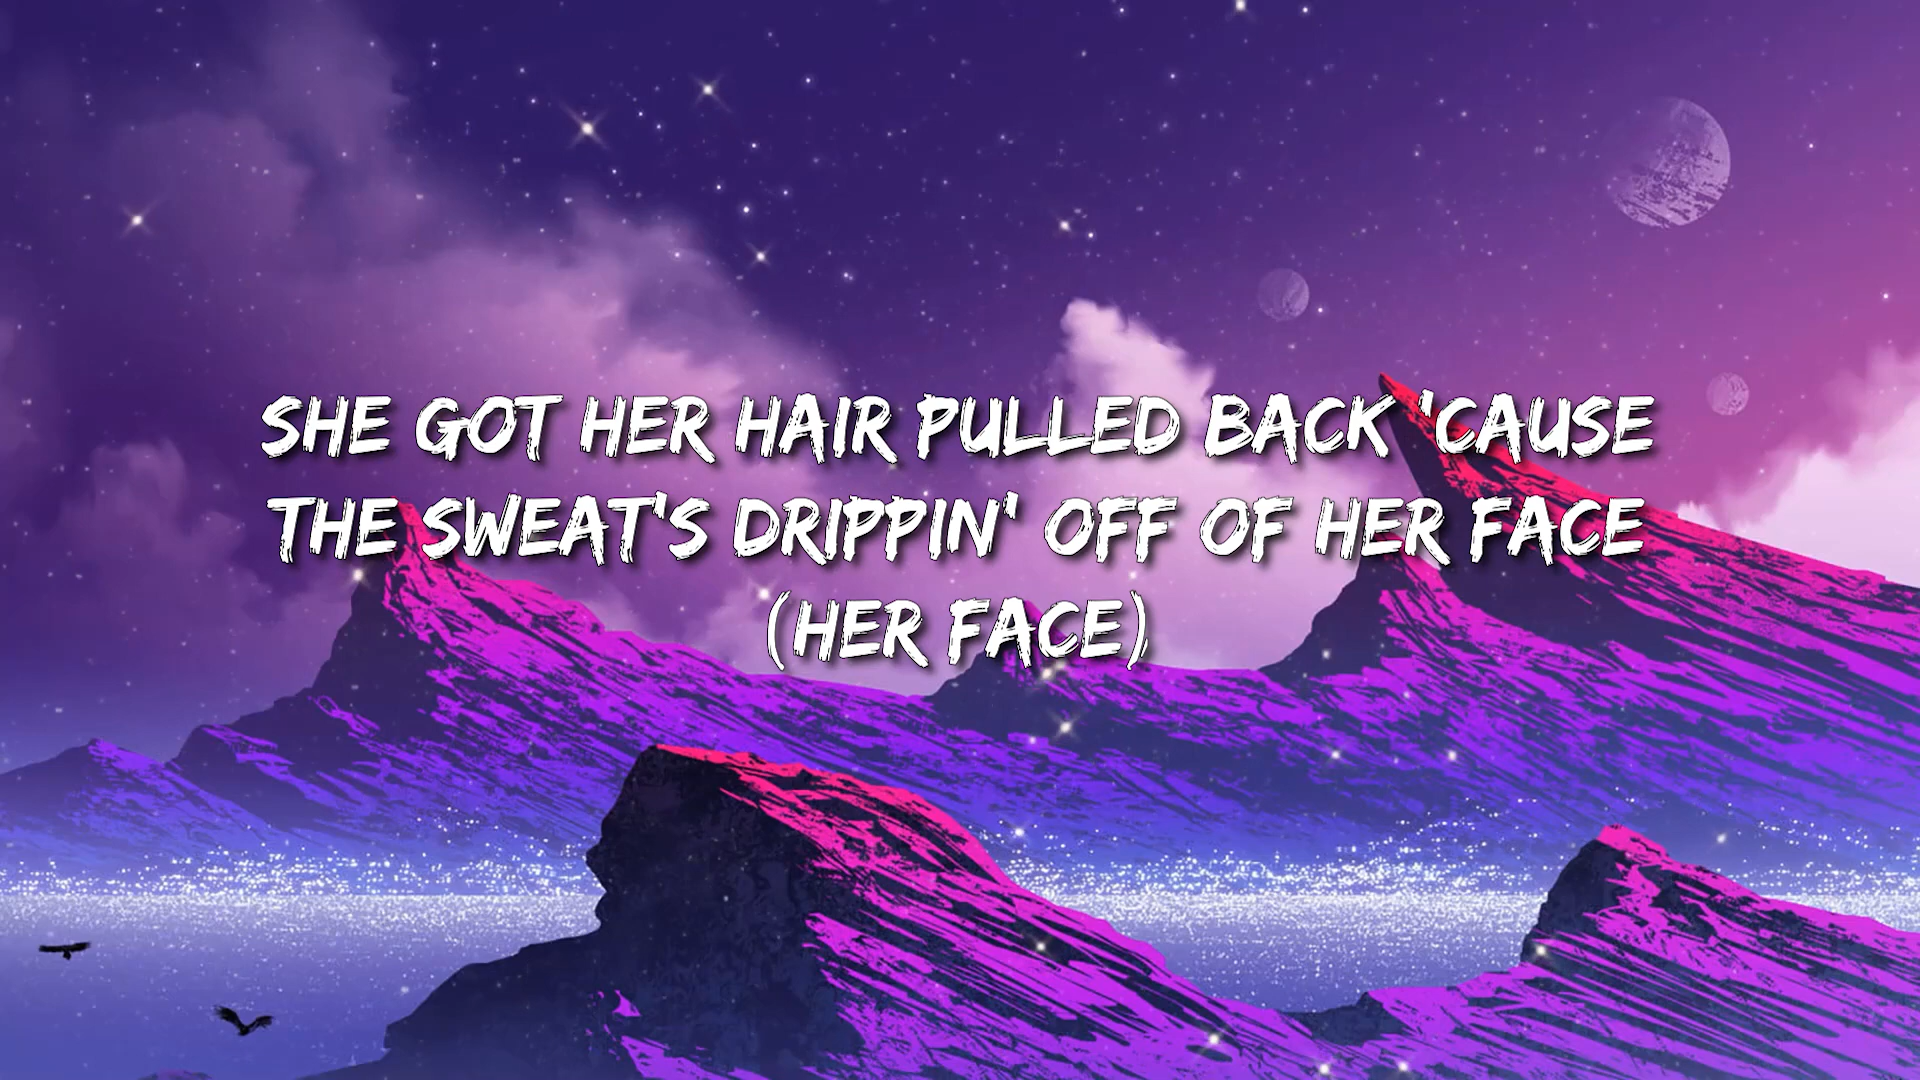 SHE GOT HER HAIR PULLED BACK 'CAUSE
THE SWEAT'S DRIPPIN' OFF OF HER FACE
(HER FACE)